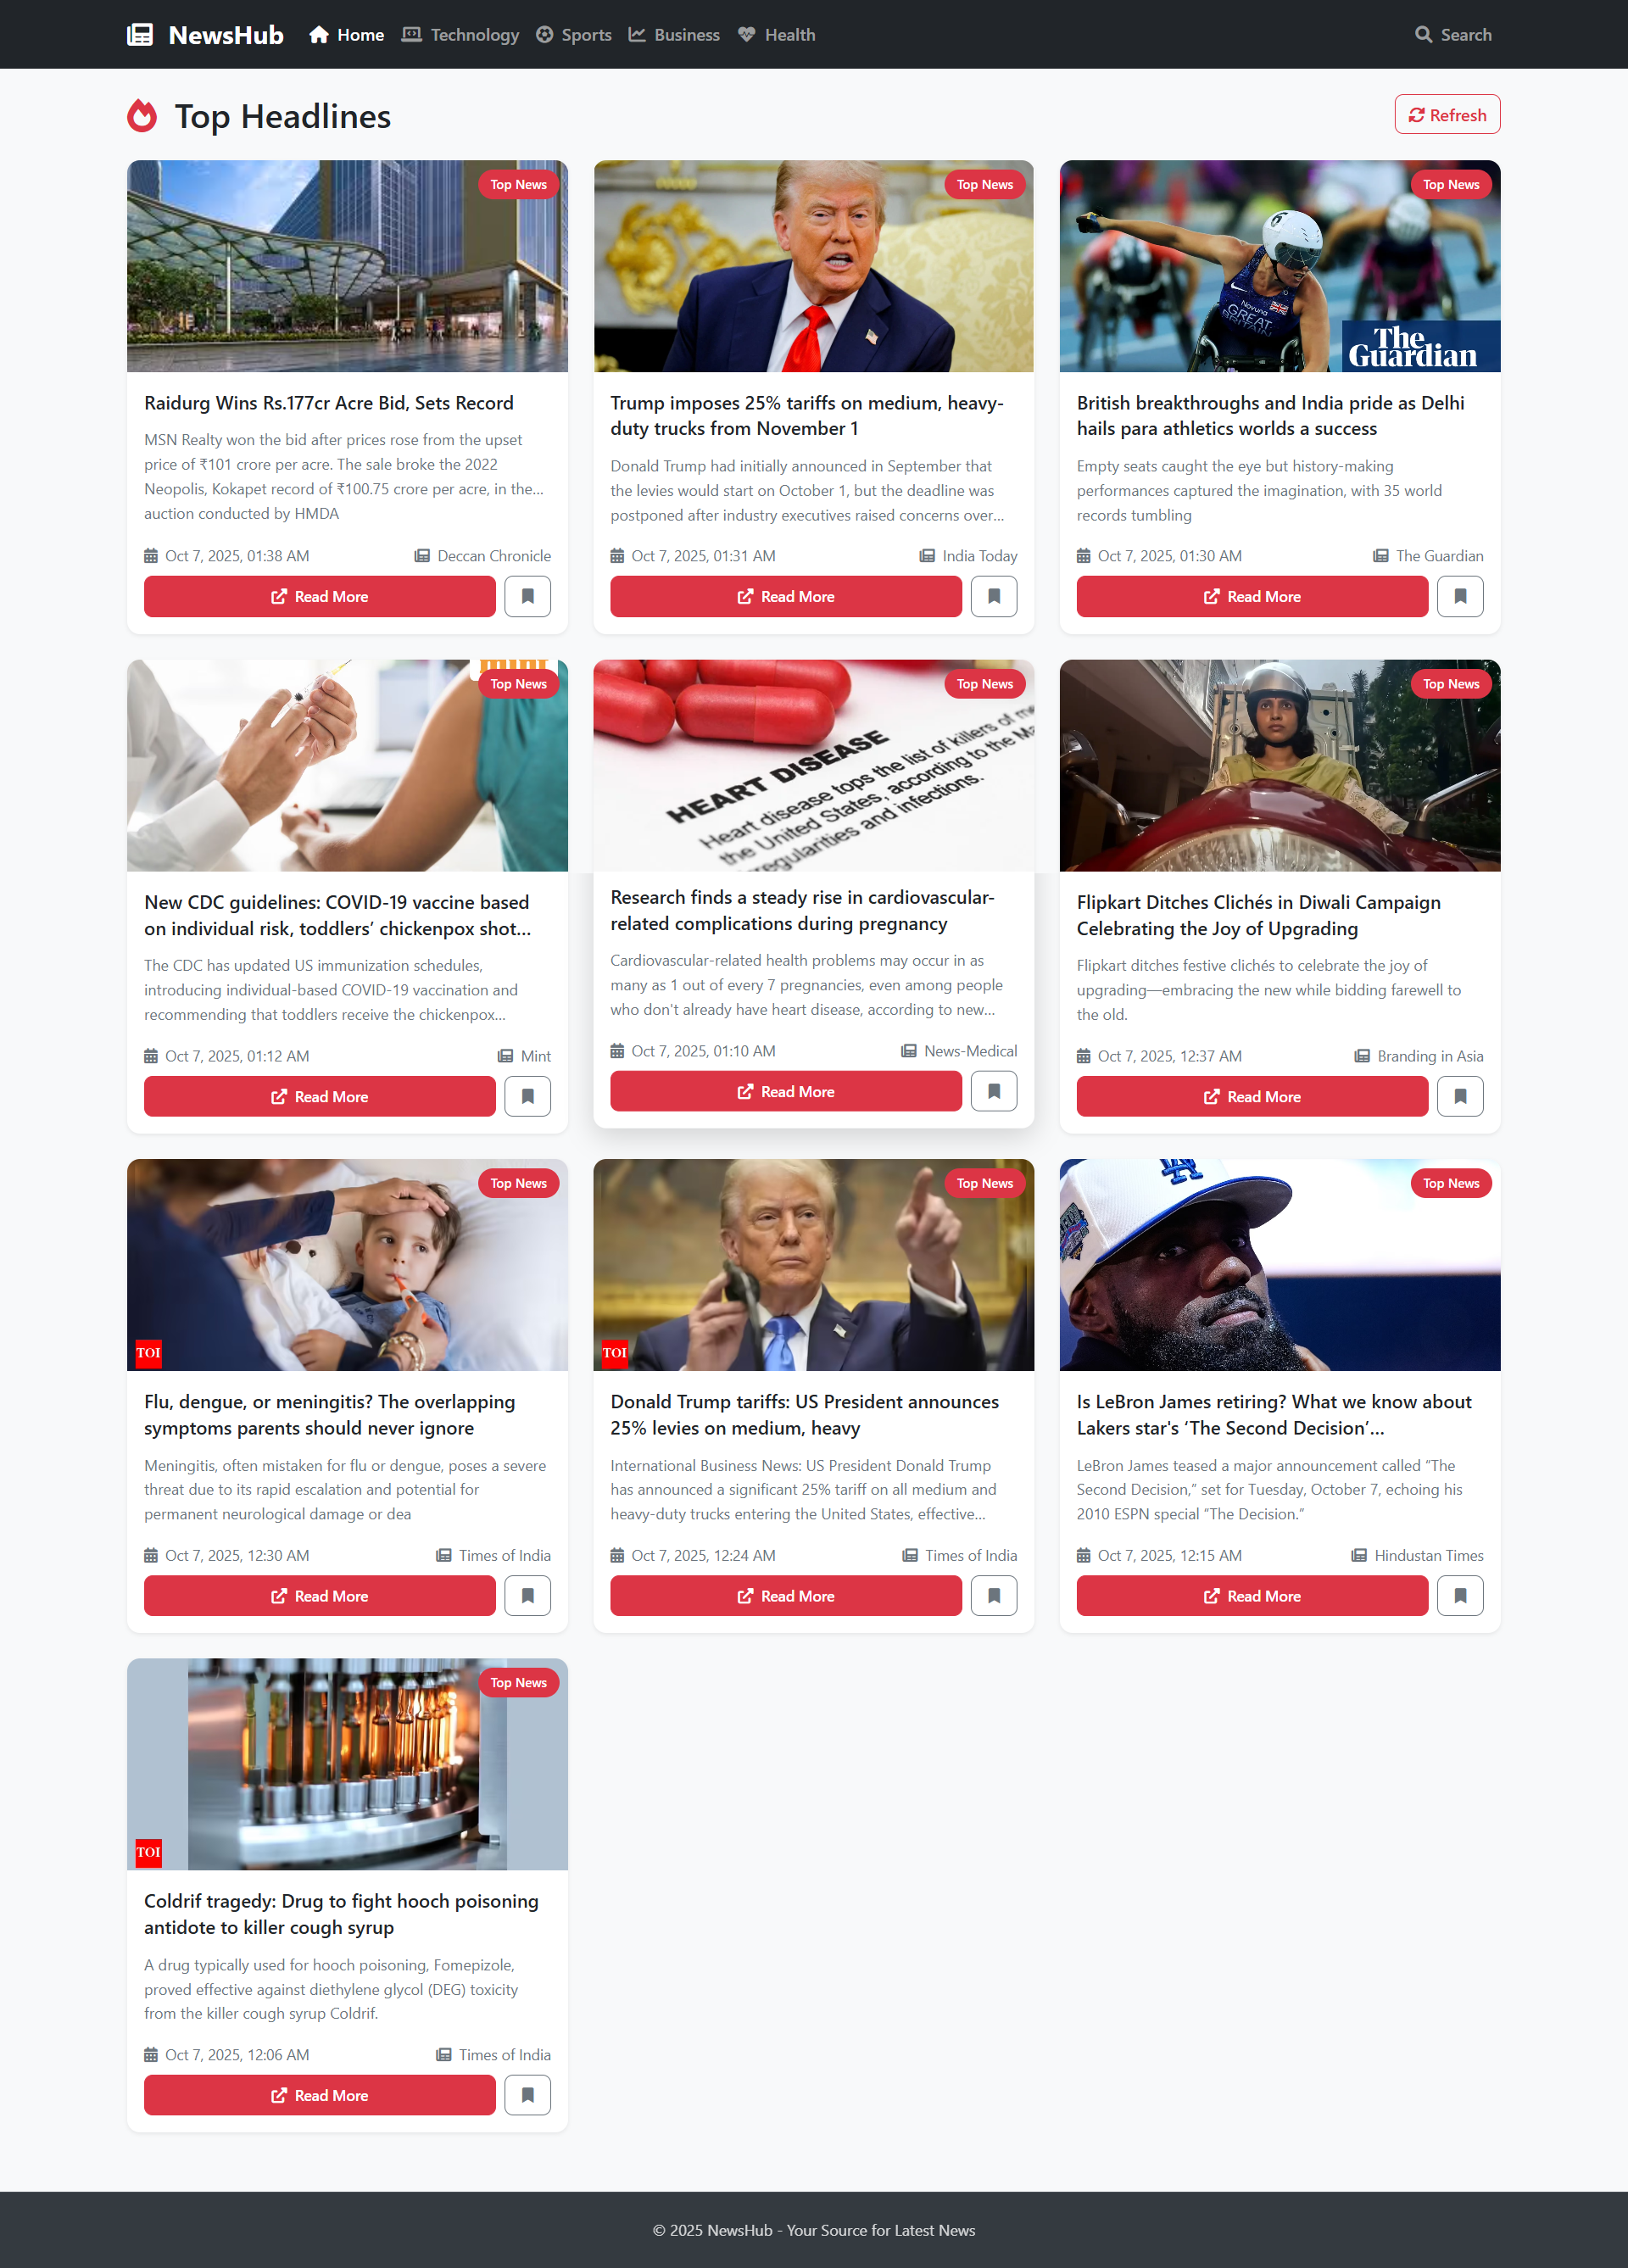 NewsHub Home Technology Sports Business Health Search
Top Headlines
Refresh
Top News
Raidurg Wins Rs.177cr Acre Bid, Sets Record
MSN Realty won the bid after prices rose from the upset
price of ₹101 crore per acre. The sale broke the 2022
Neopolis, Kokapet record of ₹100.75 crore per acre, in the...
auction conducted by HMDA
Oct 7, 2025, 01:38 AM Deccan Chronicle
Read More
Top News
Trump imposes 25% tariffs on medium, heavy-
duty trucks from November 1
Donald Trump had initially announced in September that
the levies would start on October 1, but the deadline was
postponed after industry executives raised concerns over...
Oct 7, 2025, 01:31 AM India Today
Read More
Top News
6
Novuna
GREAT
BRITAIN
The
Guardian
British breakthroughs and India pride as Delhi
hails para athletics worlds a success
Empty seats caught the eye but history-making
performances captured the imagination, with 35 world
records tumbling
Oct 7, 2025, 01:30 AM The Guardian
Read More
Top News
New CDC guidelines: COVID-19 vaccine based
on individual risk, toddlers’ chickenpox shot...
The CDC has updated US immunization schedules,
introducing individual-based COVID-19 vaccination and
recommending that toddlers receive the chickenpox...
Oct 7, 2025, 01:12 AM Mint
Read More
Top News
HEART DISEASE
Heart disease tops the list of killers of me
the United States, according to the Ma
irregularities and infections.
Research finds a steady rise in cardiovascular-
related complications during pregnancy
Cardiovascular-related health problems may occur in as
many as 1 out of every 7 pregnancies, even among people
who don't already have heart disease, according to new...
Oct 7, 2025, 01:10 AM News-Medical
Read More
Top News
Flipkart Ditches Clichés in Diwali Campaign
Celebrating the Joy of Upgrading
Flipkart ditches festive clichés to celebrate the joy of
upgrading—embracing the new while bidding farewell to
the old.
Oct 7, 2025, 12:37 AM Branding in Asia
Read More
Top News
TOI
Flu, dengue, or meningitis? The overlapping
symptoms parents should never ignore
Meningitis, often mistaken for flu or dengue, poses a severe
threat due to its rapid escalation and potential for
permanent neurological damage or dea
Oct 7, 2025, 12:30 AM Times of India
Read More
Top News
TOI
Donald Trump tariffs: US President announces
25% levies on medium, heavy
International Business News: US President Donald Trump
has announced a significant 25% tariff on all medium and
heavy-duty trucks entering the United States, effective...
Oct 7, 2025, 12:24 AM Times of India
Read More
Top News
LA
Is LeBron James retiring? What we know about
Lakers star's ‘The Second Decision’...
LeBron James teased a major announcement called “The
Second Decision,” set for Tuesday, October 7, echoing his
2010 ESPN special “The Decision.”
Oct 7, 2025, 12:15 AM Hindustan Times
Read More
Top News
TOI
Coldrif tragedy: Drug to fight hooch poisoning
antidote to killer cough syrup
A drug typically used for hooch poisoning, Fomepizole,
proved effective against diethylene glycol (DEG) toxicity
from the killer cough syrup Coldrif.
Oct 7, 2025, 12:06 AM Times of India
Read More
© 2025 NewsHub - Your Source for Latest News